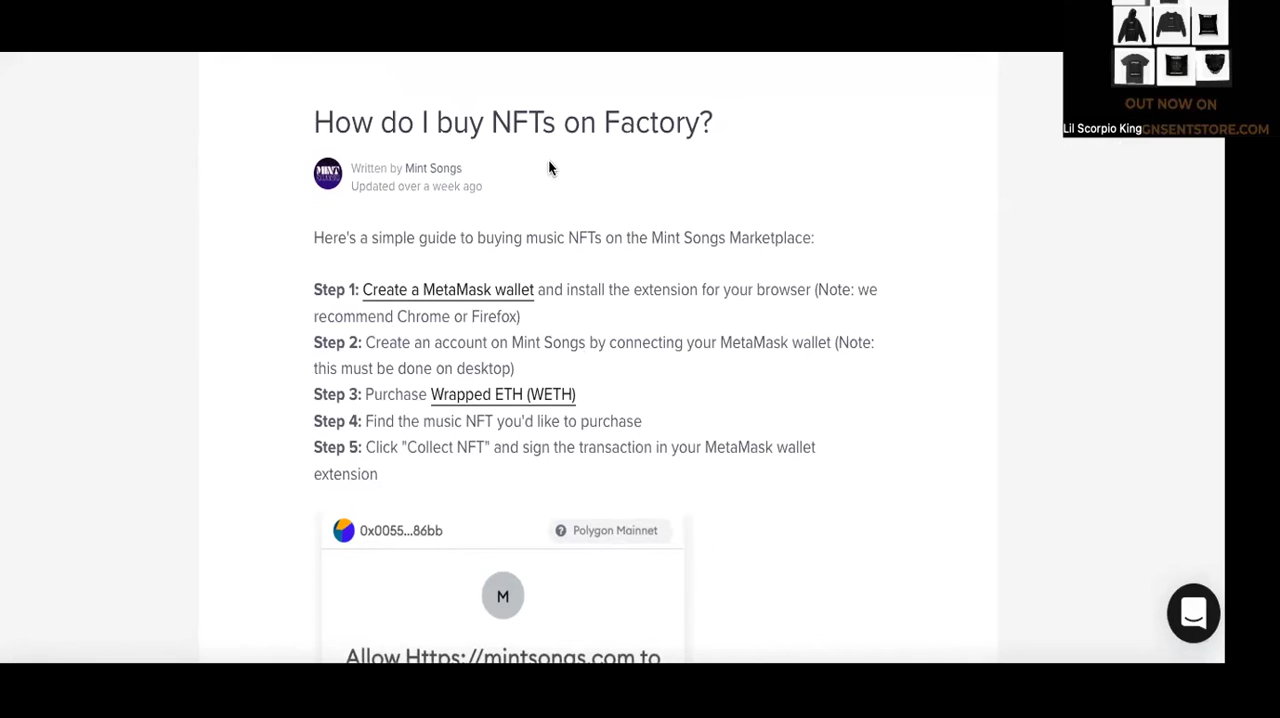 How do I buy NFTs on Factory?
Written by Mint Songs
Updated over a week ago
Here's a simple guide to buying music NFTs on the Mint Songs Marketplace:
Step 1: Create a MetaMask wallet and install the extension for your browser (Note: we
recommend Chrome or Firefox)
Step 2: Create an account on Mint Songs by connecting your MetaMask wallet (Note:
this must be done on desktop)
Step 3: Purchase Wrapped ETH (WETH)
Step 4: Find the music NFT you'd like to purchase
Step 5: Click "Collect NFT" and sign the transaction in your MetaMask wallet
extension
0x0055...86bb
? Polygon Mainnet
M
Allow Https://mintsongs.com to
OUT NOW ON
Lil Scorpio King
GNSENTSTORE.COM